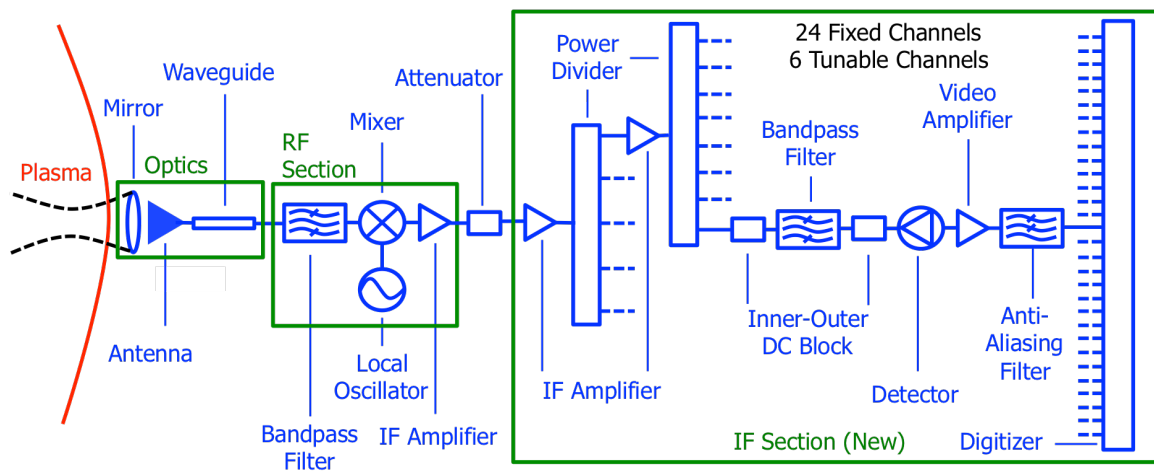 24 Fixed Channels
6 Tunable Channels
Power
Divider
Waveguide
Attenuator
Video
Amplifier
Mirror
Mixer
Bandpass
Filter
RF
Section
Optics
Plasma
Antenna
Local
Oscillator
Inner-Outer
DC Block
Anti-
Aliasing
Filter
IF Amplifier
Detector
Bandpass
Filter
IF Amplifier
IF Section (New)
Digitizer